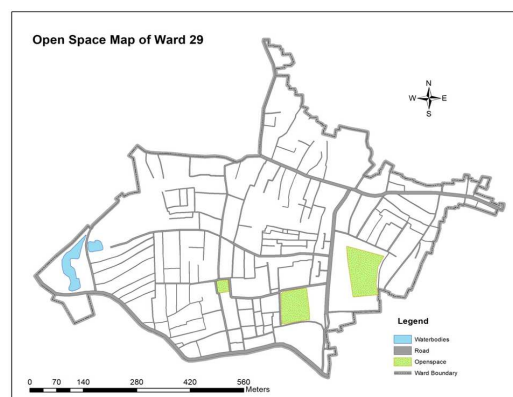 Open Space Map of Ward 29
N
W E
S
Legend
Waterbodies
Road
Openspace
Ward Boundary
0 70 140 280 420 560
Meters